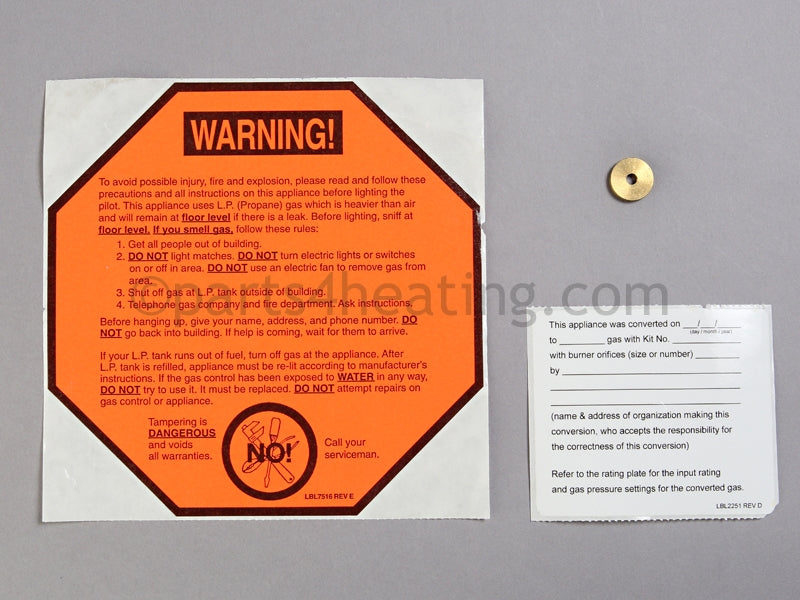 WARNING!
To avoid possible injury, fire and explosion, please read and follow these
precautions and all instructions on this appliance before lighting the
pilot. This appliance uses L.P. (Propane) gas which is heavier than air
and will remain at floor level if there is a leak. Before lighting, sniff at
floor level. If you smell gas, follow these rules:
1. Get all people out of building.
2. DO NOT light matches. DO NOT turn electric lights or switches
on or off in area. DO NOT use an electric fan to remove gas from
area.
3. Shut off gas at L.P. tank outside of building.
4. Telephone gas company and fire department. Ask instructions.
Before hanging up, give your name, address, and phone number. DO
NOT go back into building. If help is coming, wait for them to arrive.
If your L.P. tank runs out of fuel, turn off gas at the appliance. After
L.P. tank is refilled, appliance must be re-lit according to manufacturer's
instructions. If the gas control has been exposed to WATER in any way,
DO NOT try to use it. It must be replaced. DO NOT attempt repairs on
gas control or appliance.
Tampering is
DANGEROUS
and voids
all warranties.
NO!
Call your
serviceman.
LBL7516 REV E
©parts4heating.com
This appliance was converted on ___/___/___
(day / month / year)
to ________ gas with Kit No. ____________
with burner orifices (size or number) ________
by ________________________________
(name & address of organization making this
conversion, who accepts the responsibility for
the correctness of this conversion)
Refer to the rating plate for the input rating
and gas pressure settings for the converted gas.
LBL2251 REV D